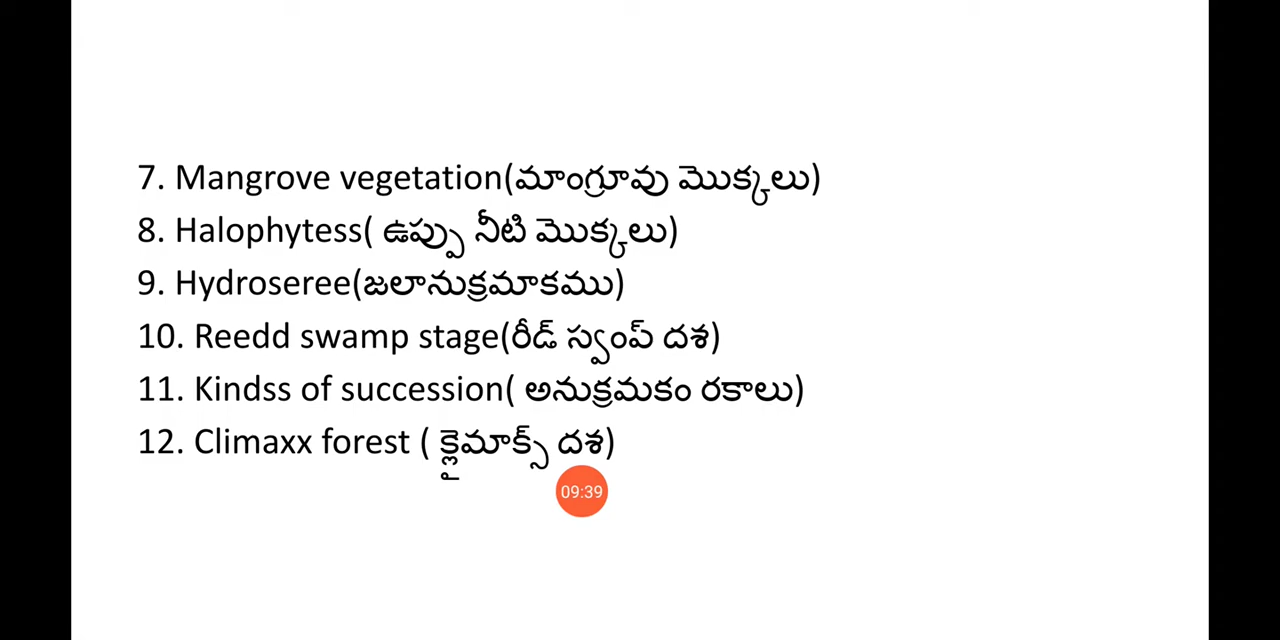 7. Mangrove vegetation(మాంగ్రూవు మొక్కలు)
8. Halophytess( ఉప్పు నీటి మొక్కలు)
9. Hydroseree(జలానుక్రమాకము)
10. Reedd swamp stage(రీడ్ స్వంప్ దశ)
11. Kindss of succession( అనుక్రమకం రకాలు)
12. Climaxx forest ( క్లైమాక్స్ దశ)
09:39